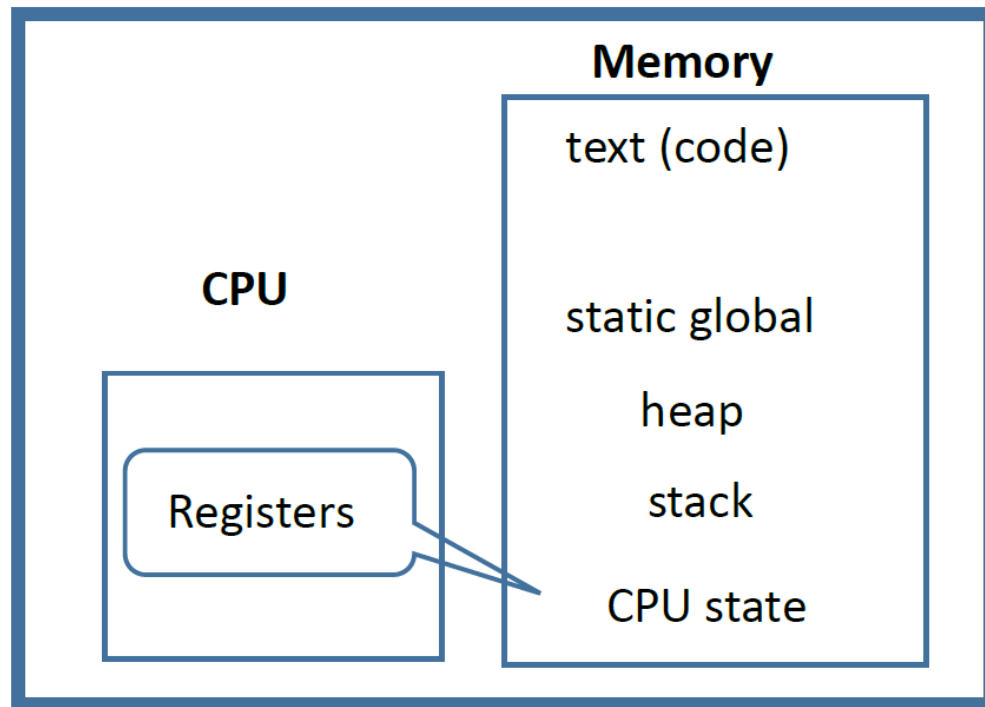 Memory
text (code)
CPU
static global
heap
Registers
stack
CPU state